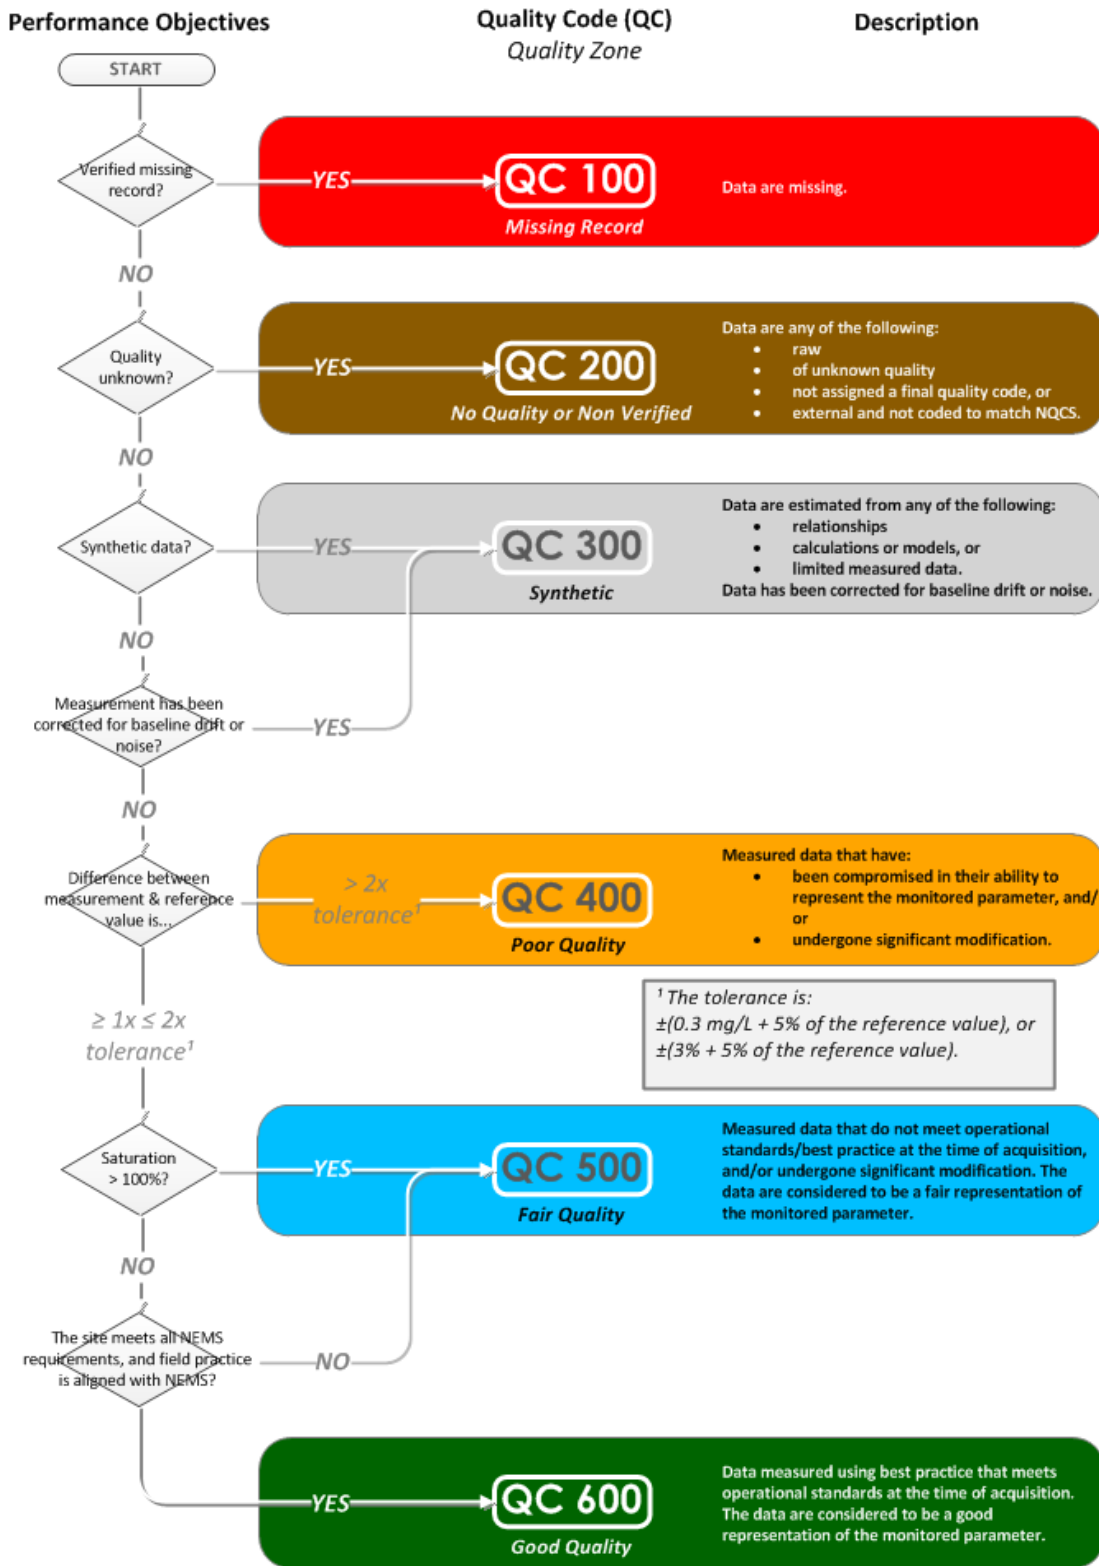 Performance Objectives
Quality Code (QC)
Quality Zone
Description
START
Verified missing
record?
YES
QC 100
Missing Record
Data are missing.
NO
Quality
unknown?
YES
QC 200
No Quality or Non Verified
Data are any of the following:
• raw
• of unknown quality
• not assigned a final quality code, or
• external and not coded to match NQCS.
NO
Synthetic data?
YES
QC 300
Synthetic
Data are estimated from any of the following:
• relationships
• calculations or models, or
• limited measured data.
Data has been corrected for baseline drift or noise.
NO
Measurement has been
corrected for baseline drift or
noise?
YES
NO
Difference between
measurement & reference
value is...
> 2x
tolerance¹
QC 400
Poor Quality
Measured data that have:
• been compromised in their ability to
represent the monitored parameter, and/
or
• undergone significant modification.
≥ 1x ≤ 2x
tolerance¹
¹ The tolerance is:
±(0.3 mg/L + 5% of the reference value), or
±(3% + 5% of the reference value).
Saturation
> 100%?
YES
QC 500
Fair Quality
Measured data that do not meet operational
standards/best practice at the time of acquisition,
and/or undergone significant modification. The
data are considered to be a fair representation of
the monitored parameter.
NO
The site meets all NEMS
requirements, and field practice
is aligned with NEMS?
NO
YES
QC 600
Good Quality
Data measured using best practice that meets
operational standards at the time of acquisition.
The data are considered to be a good
representation of the monitored parameter.